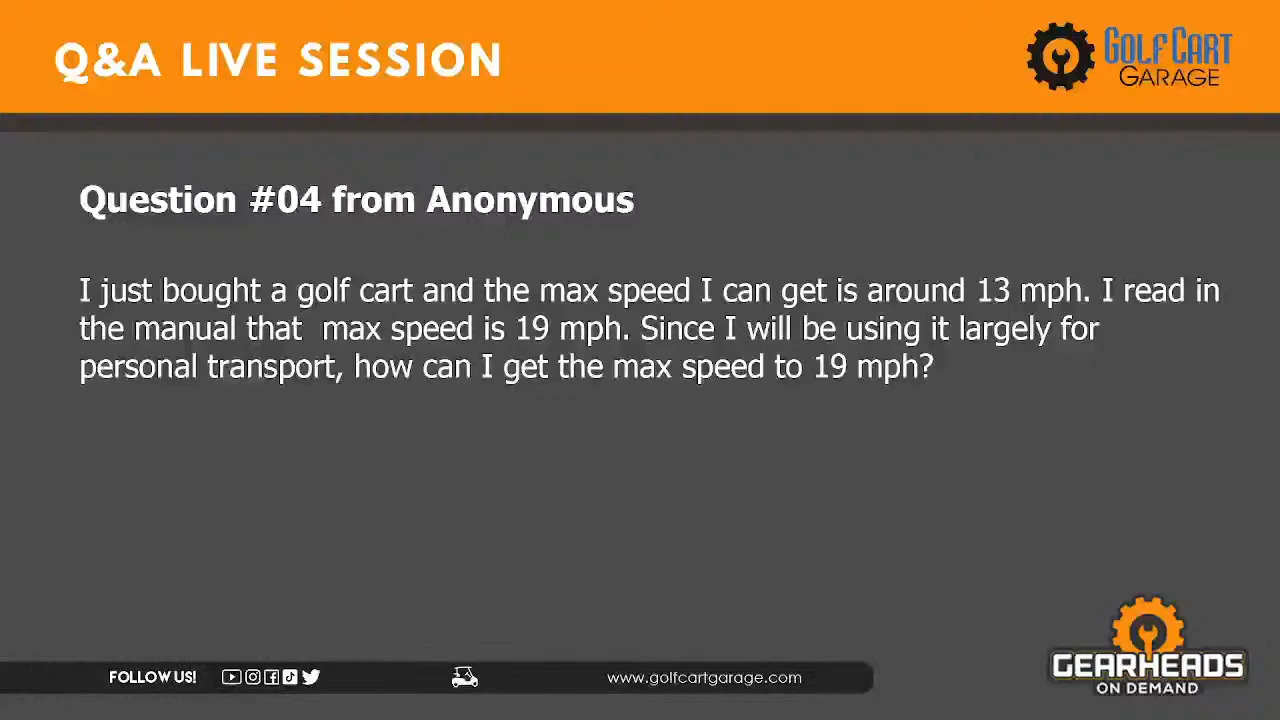 Q&A LIVE SESSION
GOLF CART
GARAGE
Question #04 from Anonymous
I just bought a golf cart and the max speed I can get is around 13 mph. I read in
the manual that  max speed is 19 mph. Since I will be using it largely for
personal transport, how can I get the max speed to 19 mph?
FOLLOW US!
www.golfcartgarage.com
GEARHEADS
ON DEMAND